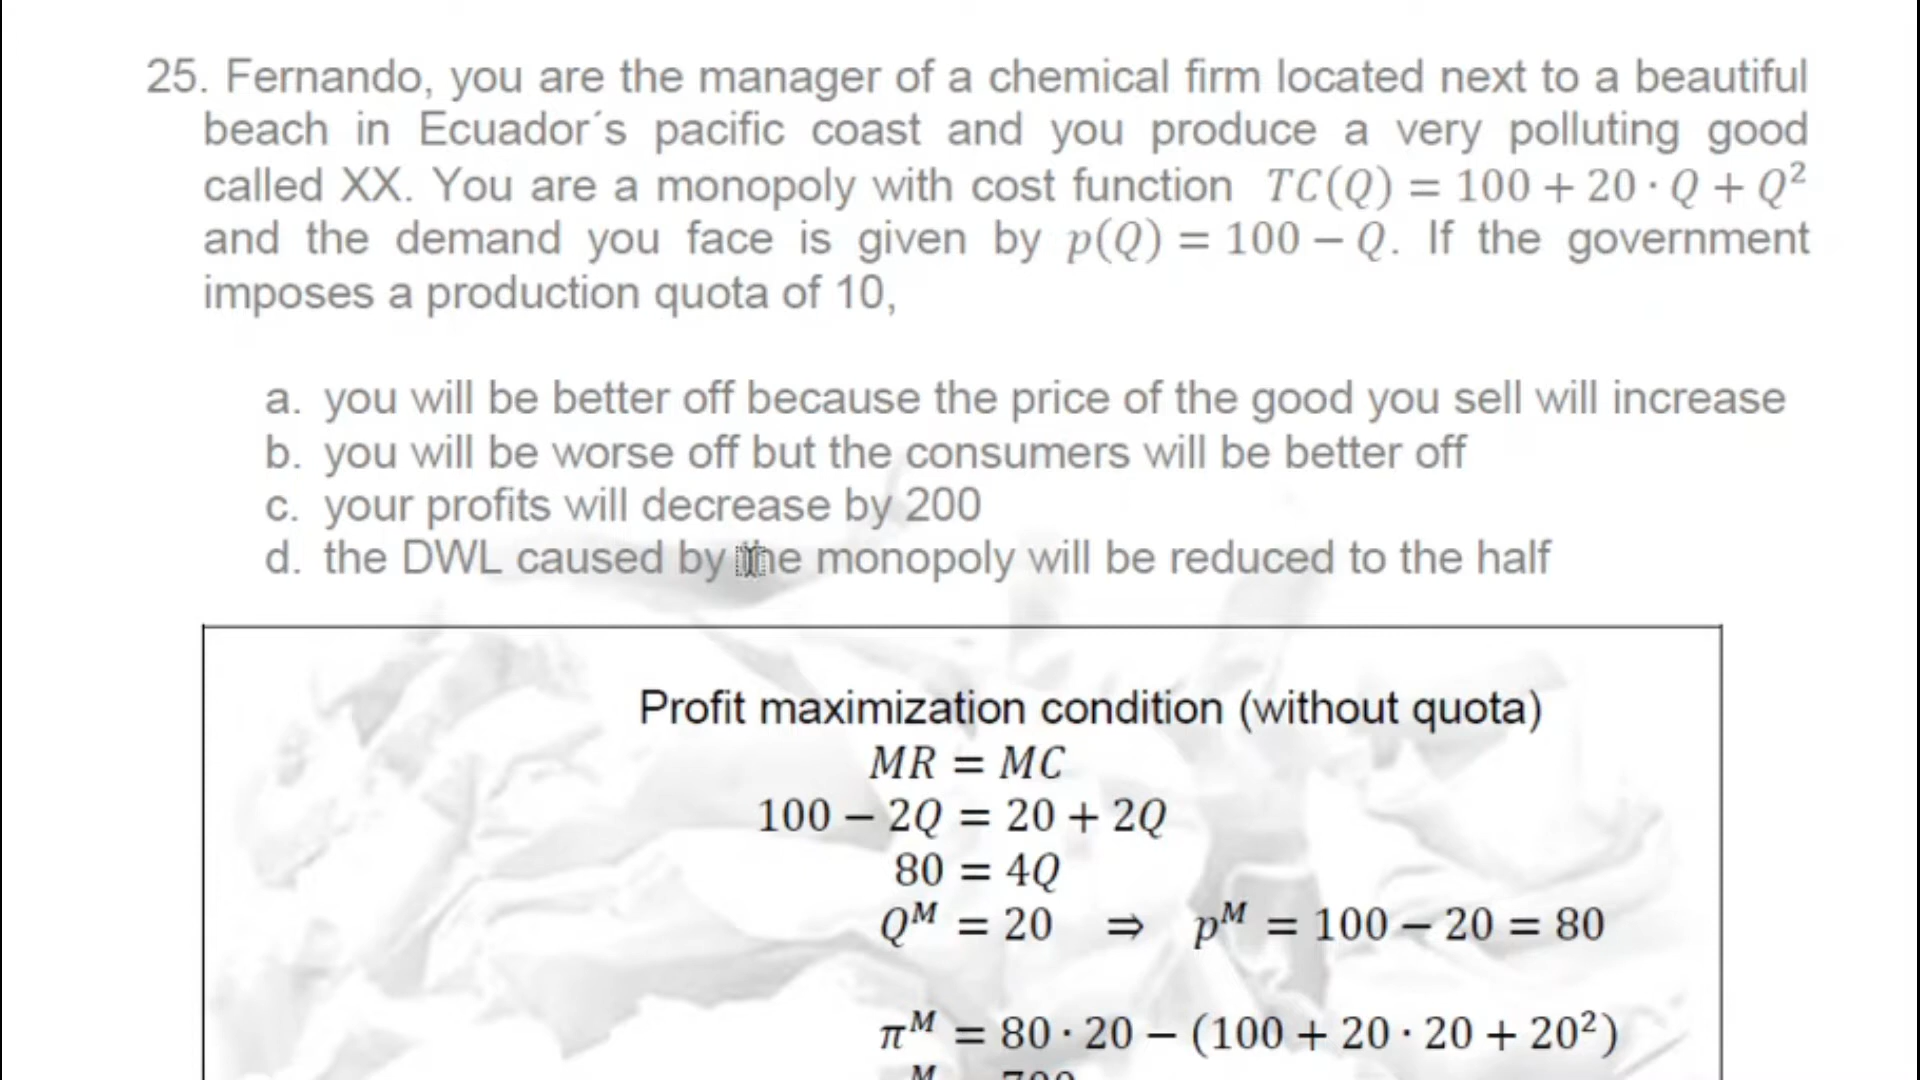 25. Fernando, you are the manager of a chemical firm located next to a beautiful
beach in Ecuador´s pacific coast and you produce a very polluting good
called XX. You are a monopoly with cost function TC(Q) = 100 + 20 · Q + Q²
and the demand you face is given by p(Q) = 100 − Q. If the government
imposes a production quota of 10,
a. you will be better off because the price of the good you sell will increase
b. you will be worse off but the consumers will be better off
c. your profits will decrease by 200
d. the DWL caused by the monopoly will be reduced to the half
Profit maximization condition (without quota)
MR = MC
100 − 2Q = 20 + 2Q
80 = 4Q
Qᴹ = 20 ⇒ pᴹ = 100 − 20 = 80
πᴹ = 80 · 20 − (100 + 20 · 20 + 20²)